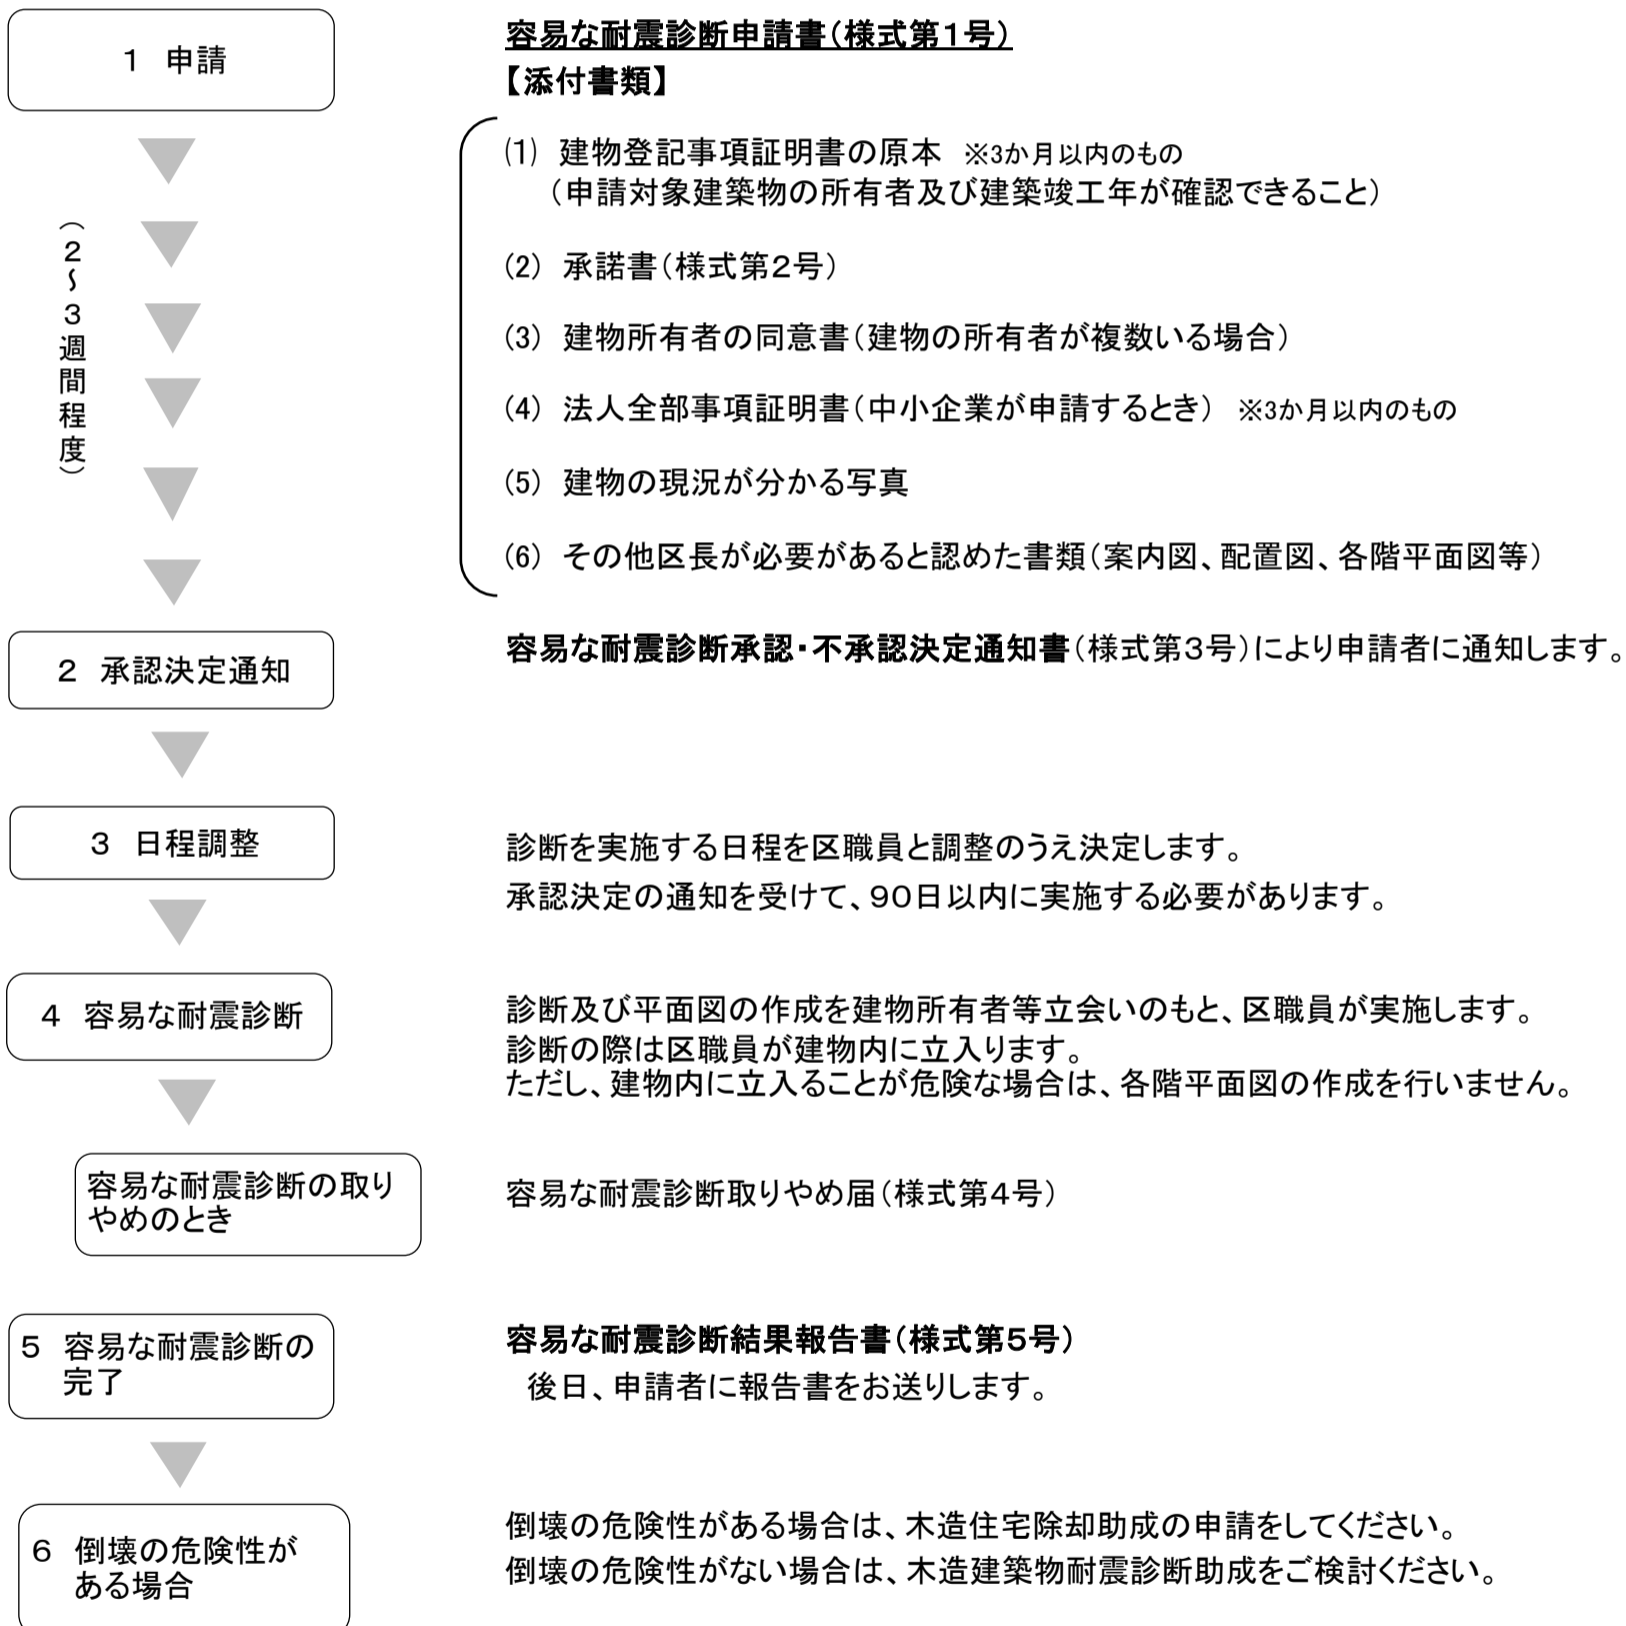 1 申請
容易な耐震診断申請書(様式第1号)
【添付書類】
(1) 建物登記事項証明書の原本 ※3か月以内のもの
(申請対象建築物の所有者及び建築竣工年が確認できること)
(2) 承諾書(様式第2号)
(3) 建物所有者の同意書(建物の所有者が複数いる場合)
(4) 法人全部事項証明書(中小企業が申請するとき) ※3か月以内のもの
(5) 建物の現況が分かる写真
(6) その他区長が必要があると認めた書類(案内図、配置図、各階平面図等)
(2~3週間程度)
2 承認決定通知
容易な耐震診断承認・不承認決定通知書(様式第3号)により申請者に通知します。
3 日程調整
診断を実施する日程を区職員と調整のうえ決定します。
承認決定の通知を受けて、90日以内に実施する必要があります。
4 容易な耐震診断
診断及び平面図の作成を建物所有者等立会いのもと、区職員が実施します。
診断の際は区職員が建物内に立入ります。
ただし、建物内に立入ることが危険な場合は、各階平面図の作成を行いません。
容易な耐震診断の取り
やめのとき
容易な耐震診断取りやめ届(様式第4号)
5 容易な耐震診断の
完了
容易な耐震診断結果報告書(様式第5号)
後日、申請者に報告書をお送りします。
6 倒壊の危険性が
ある場合
倒壊の危険性がある場合は、木造住宅除却助成の申請をしてください。
倒壊の危険性がない場合は、木造建築物耐震診断助成をご検討ください。